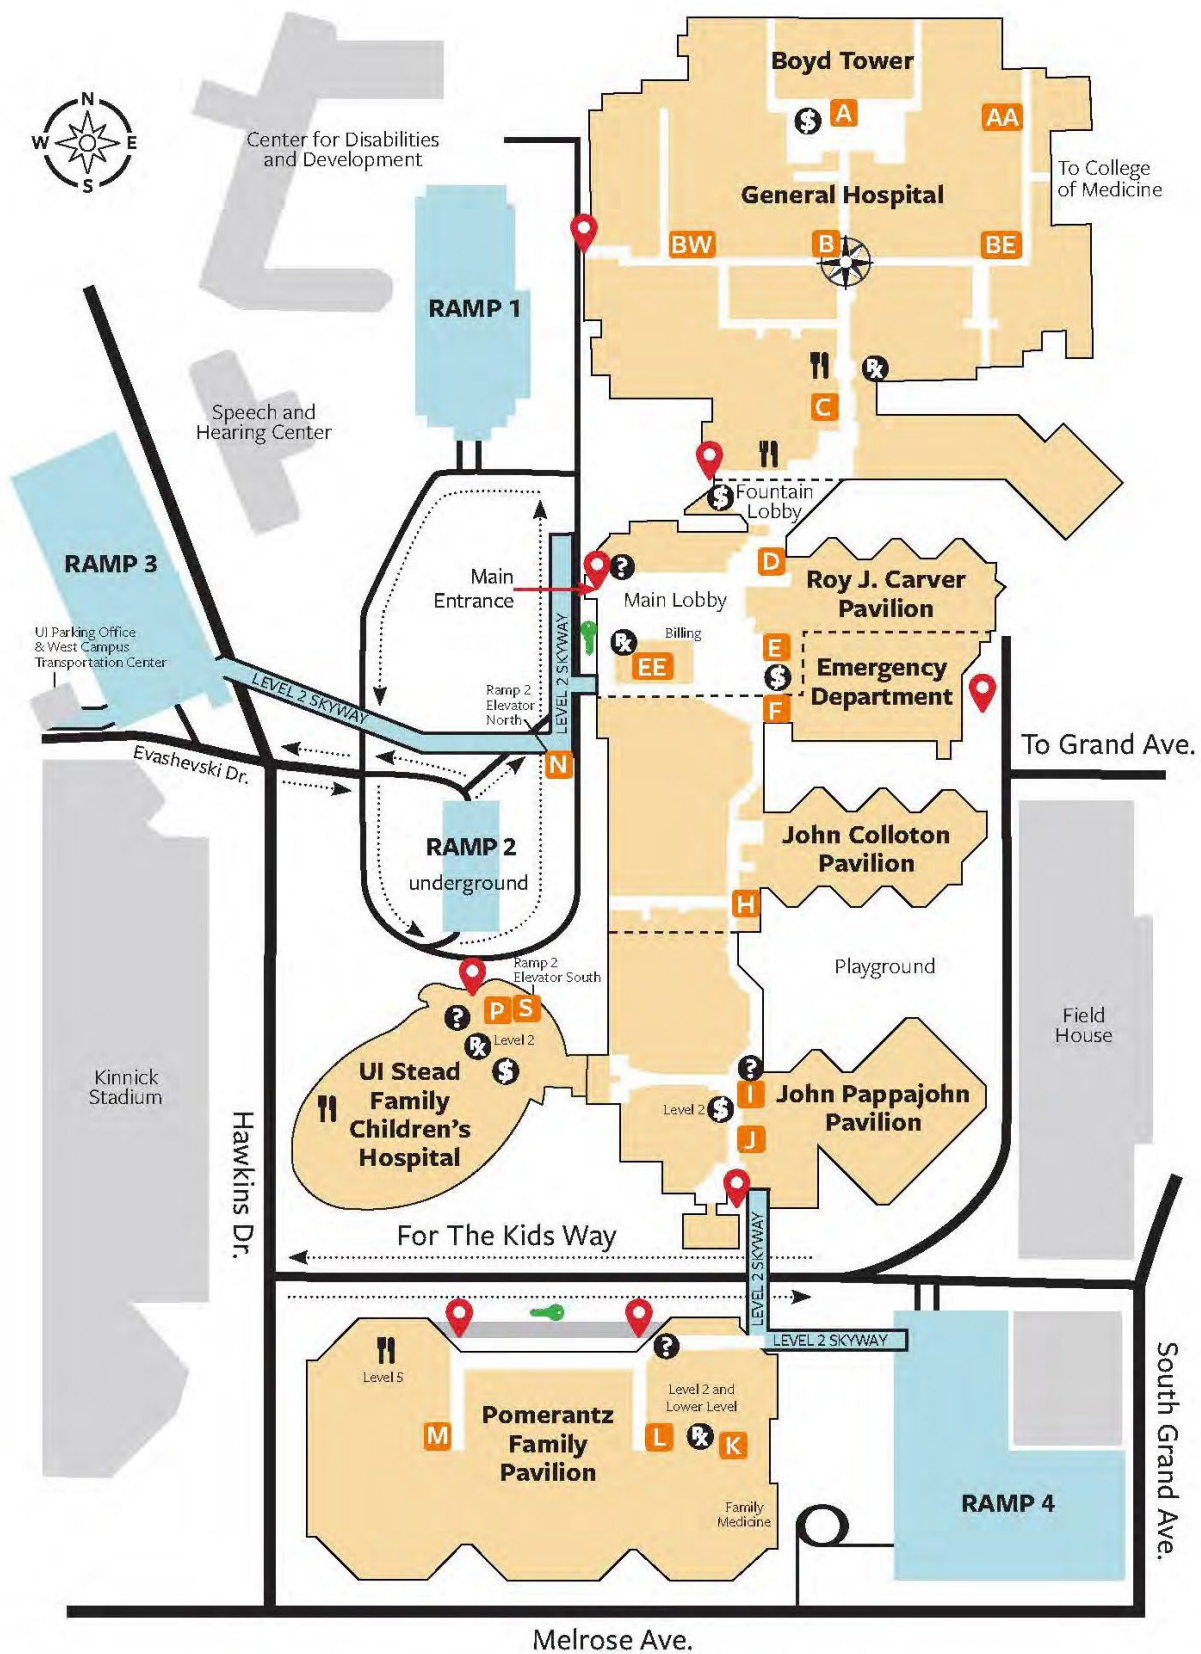 N
W E
S
Boyd Tower
A
AA
$
Center for Disabilities
and Development
To College
of Medicine
General Hospital
BW
B
BE
RAMP 1
Rx
C
Speech and
Hearing Center
$
Fountain
Lobby
RAMP 3
Main
Entrance
?
D
Roy J. Carver
Pavilion
Main Lobby
UI Parking Office
& West Campus
Transportation Center
Rx
Billing
EE
E
$
F
Emergency
Department
LEVEL 2 SKYWAY
LEVEL 2 SKYWAY
Ramp 2
Elevator
North
N
Evashevski Dr.
To Grand Ave.
RAMP 2
underground
John Colloton
Pavilion
H
Ramp 2
Elevator South
Playground
P
S
?
Rx
Level 2
$
Field
House
Kinnick
Stadium
UI Stead
Family
Children's
Hospital
?
I
Level 2
$
J
John Pappajohn
Pavilion
Hawkins Dr.
For The Kids Way
LEVEL 2 SKYWAY
LEVEL 2 SKYWAY
?
Level 5
Level 2 and
Lower Level
M
L
Rx
K
Pomerantz
Family
Pavilion
Family
Medicine
RAMP 4
South Grand Ave.
Melrose Ave.